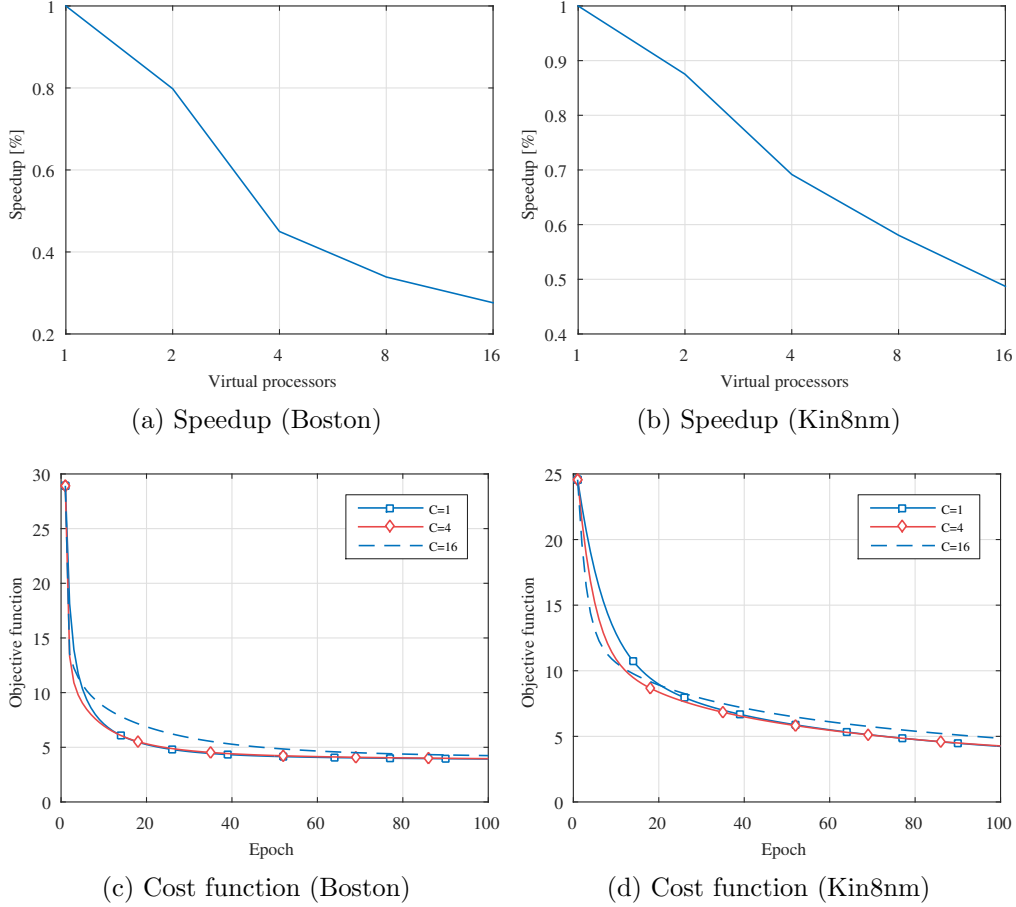 1
0.8
0.6
0.4
0.2
Speedup [%]
1 2 4 8 16
Virtual processors
(a) Speedup (Boston)
1
0.9
0.8
0.7
0.6
0.5
0.4
Speedup [%]
1 2 4 8 16
Virtual processors
(b) Speedup (Kin8nm)
30
25
20
15
10
5
0
Objective function
C=1
C=4
C=16
0 20 40 60 80 100
Epoch
(c) Cost function (Boston)
25
20
15
10
5
0
Objective function
C=1
C=4
C=16
0 20 40 60 80 100
Epoch
(d) Cost function (Kin8nm)